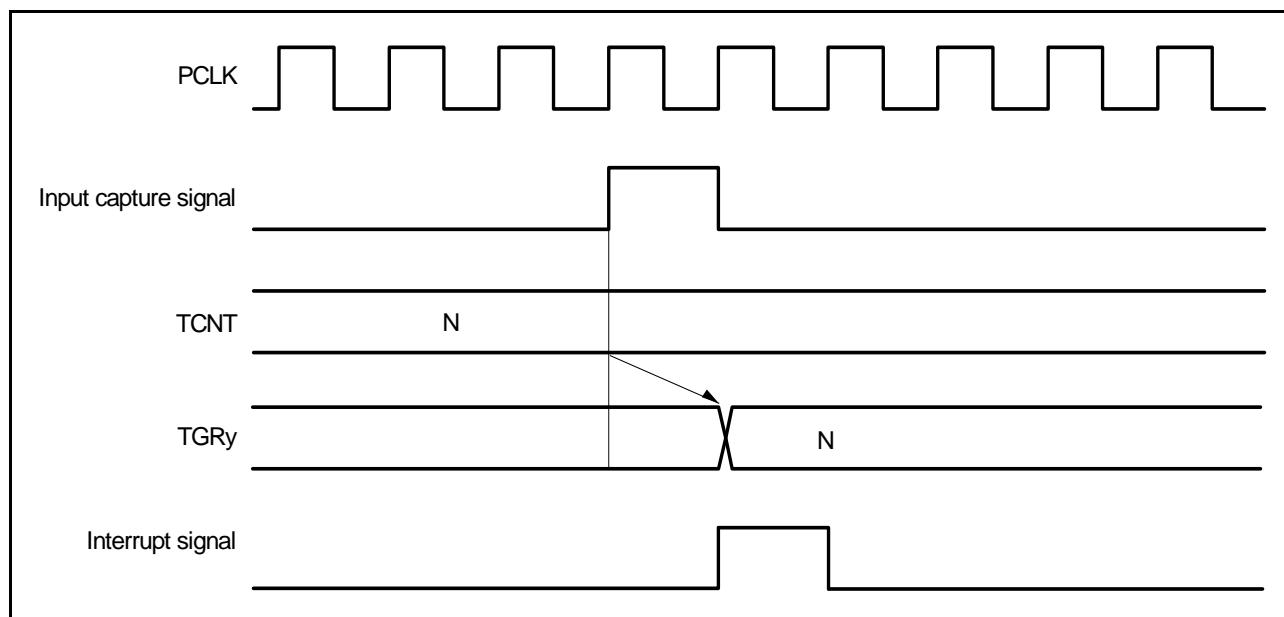 PCLK
Input capture signal
TCNT
N
TGRy
N
Interrupt signal